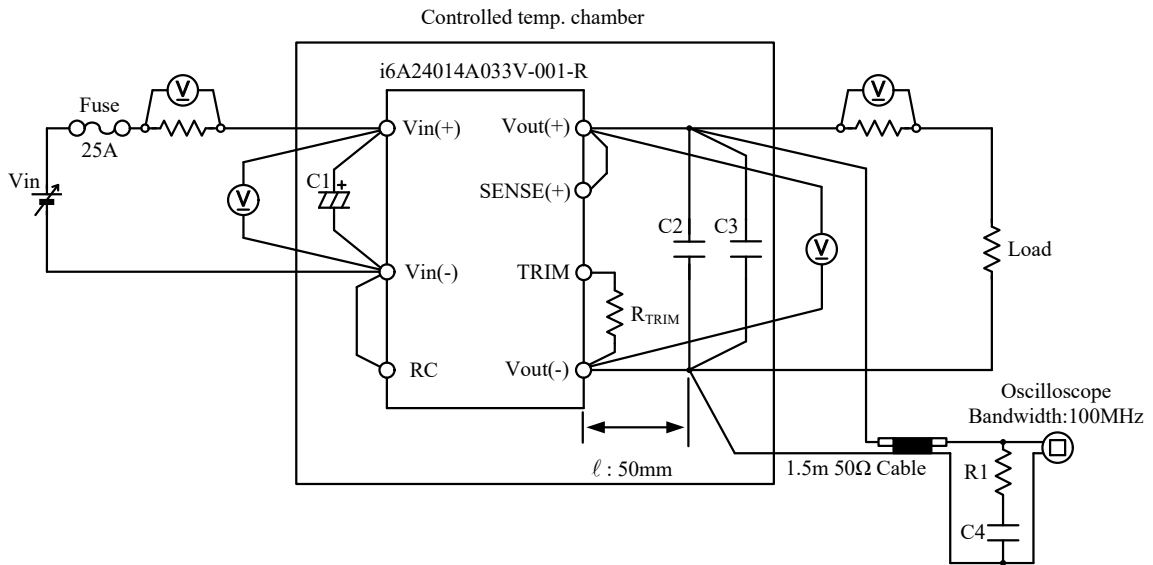 Controlled temp. chamber
i6A24014A033V-001-R
Fuse
25A
V
Vin
V
C1
+
Vin(+)
Vin(-)
RC
Vout(+)
SENSE(+)
TRIM
RTRIM
Vout(-)
C2
C3
V
V
Load
ℓ : 50mm
1.5m 50Ω Cable
Oscilloscope
Bandwidth:100MHz
R1
C4